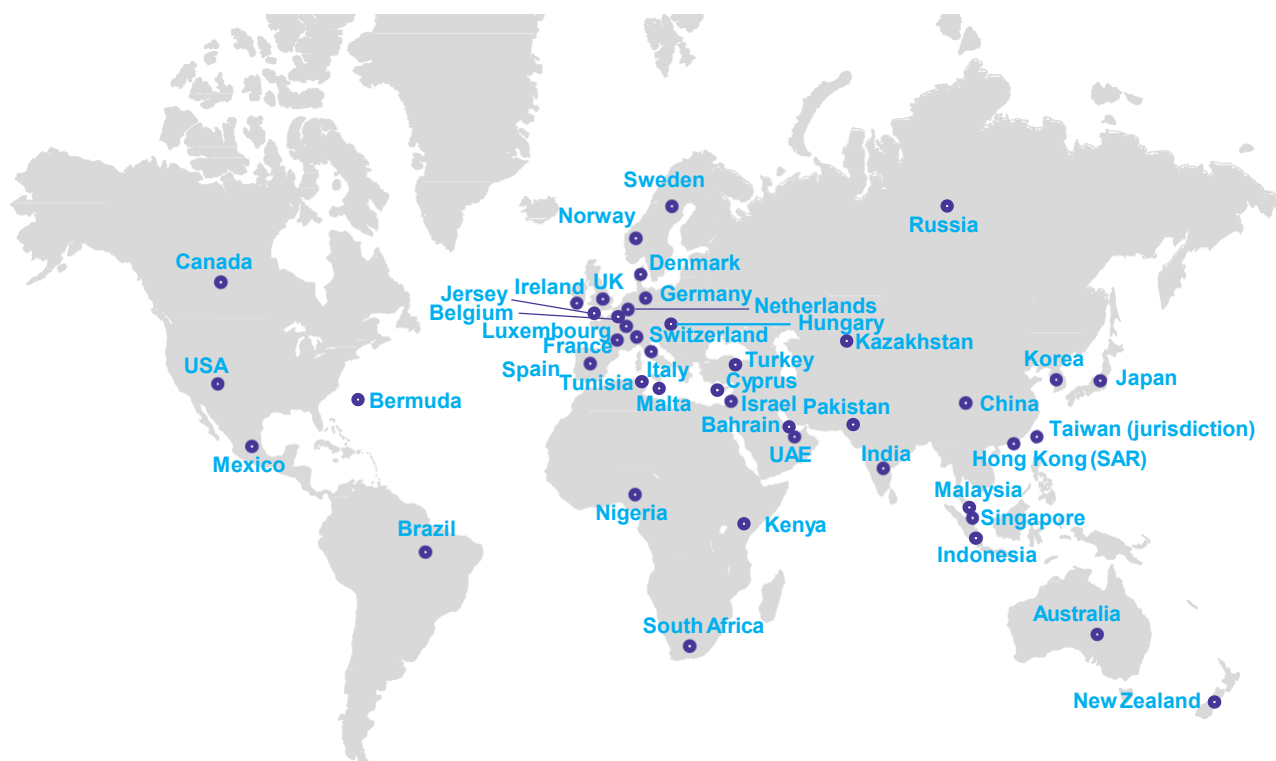 Sweden
Norway
Russia
Canada
Denmark
Ireland
UK
Jersey
Germany
Netherlands
Belgium
Hungary
Luxembourg
Switzerland
France
Kazakhstan
USA
Spain
Italy
Turkey
Korea
Japan
Tunisia
Cyprus
Malta
Bermuda
Israel
Pakistan
China
Bahrain
Taiwan (jurisdiction)
UAE
India
Hong Kong (SAR)
Mexico
Malaysia
Nigeria
Kenya
Singapore
Brazil
Indonesia
South Africa
Australia
New Zealand